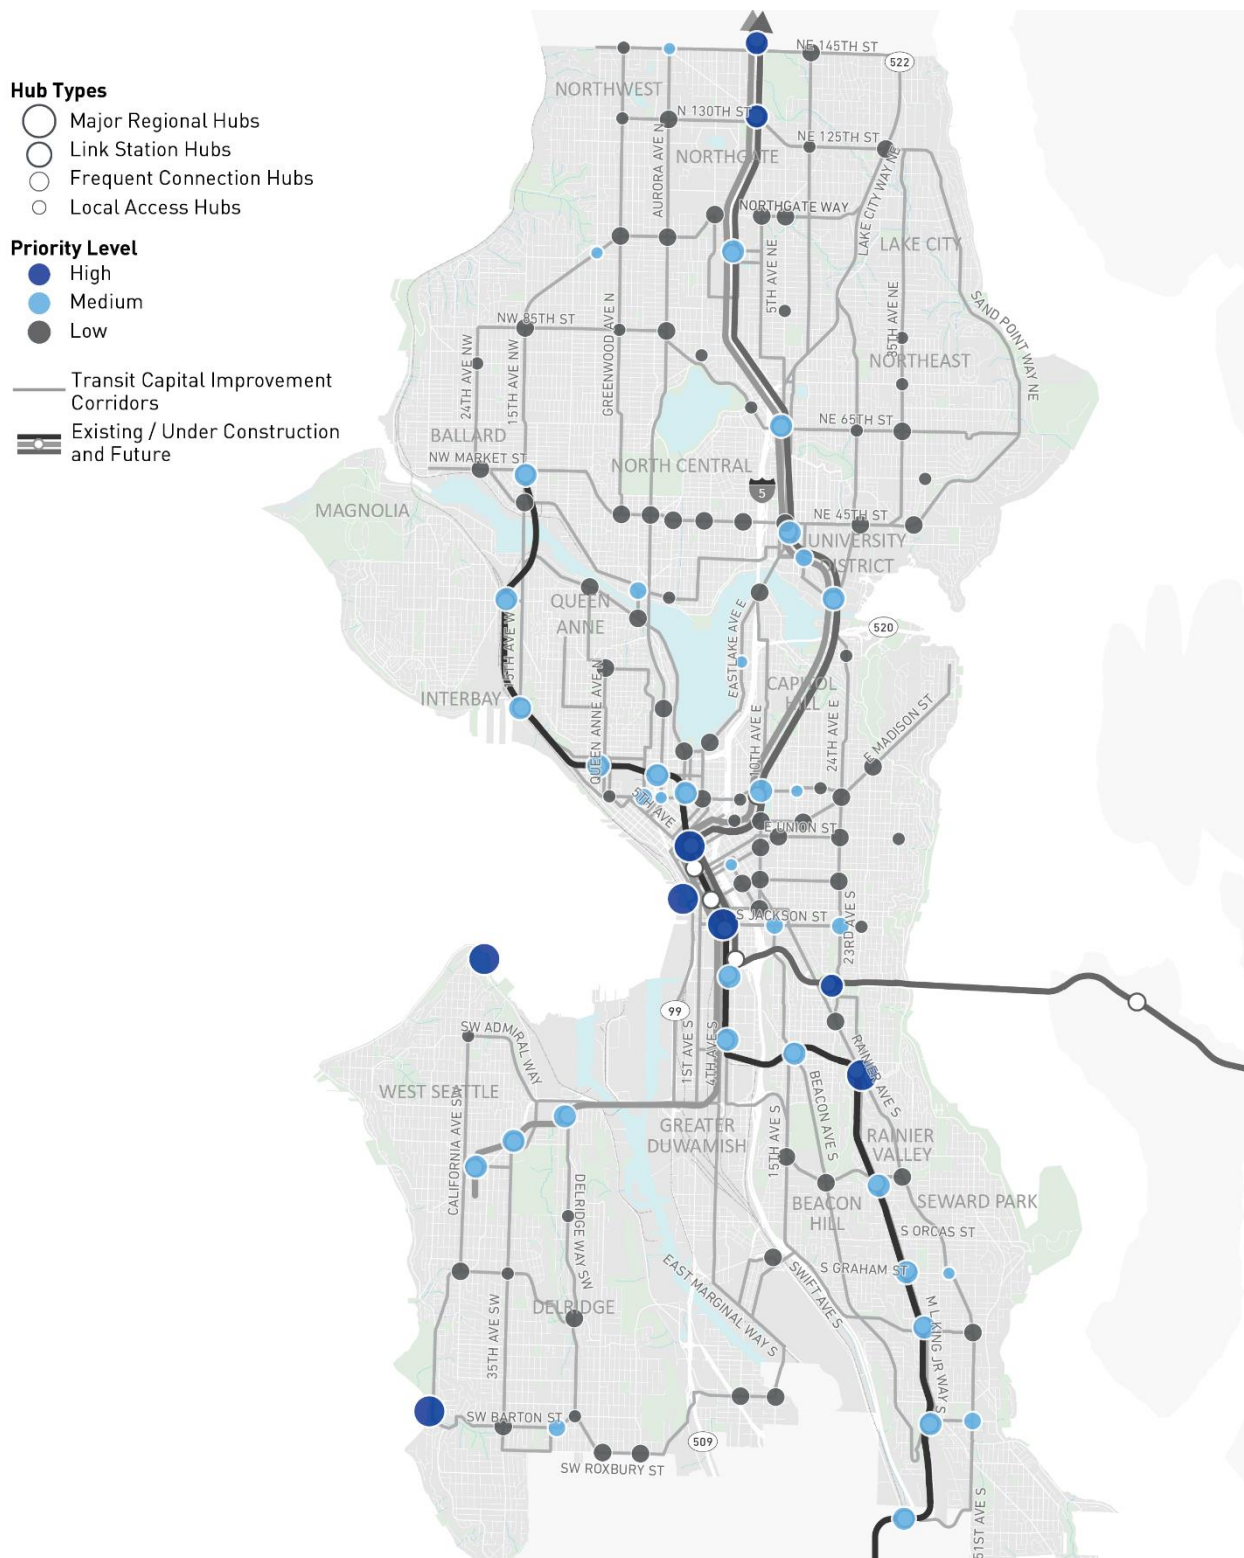 Hub Types
Major Regional Hubs
Link Station Hubs
Frequent Connection Hubs
Local Access Hubs
Priority Level
High
Medium
Low
Transit Capital Improvement
Corridors
Existing / Under Construction
and Future
NE 145TH ST
522
NORTHWEST
N 130TH ST
NE 125TH ST
NORTHGATE
AURORA AVE N
LAKE CITY WAY NE
NORTHGATE WAY
LAKE CITY
5TH AVE NE
SAND POINT WAY NE
NW 85TH ST
GREENWOOD AVE N
35TH AVE NE
NORTHEAST
24TH AVE NW
15TH AVE NW
NE 65TH ST
BALLARD
NW MARKET ST
NORTH CENTRAL
5
MAGNOLIA
NE 45TH ST
UNIVERSITY
DISTRICT
QUEEN
ANNE
520
EASTLAKE AVE E
15TH AVE W
CAPITOL
HILL
INTERBAY
QUEEN ANNE AVE N
10TH AVE E
24TH AVE E
E MADISON ST
5TH AVE
E UNION ST
S JACKSON ST
23RD AVE S
99
SW ADMIRAL WAY
1ST AVE S
4TH AVE S
RAINIER AVE S
WEST SEATTLE
CALIFORNIA AVE SW
BEACON AVE S
GREATER
DUWAMISH
15TH AVE S
RAINIER
VALLEY
DELRIDGE WAY SW
BEACON
HILL
SEWARD PARK
S ORCAS ST
EAST MARGINAL WAY S
SWIFT AVE S
S GRAHAM ST
DELRIDGE
35TH AVE SW
M L KING JR WAY S
SW BARTON ST
509
SW ROXBURY ST
51ST AVE S